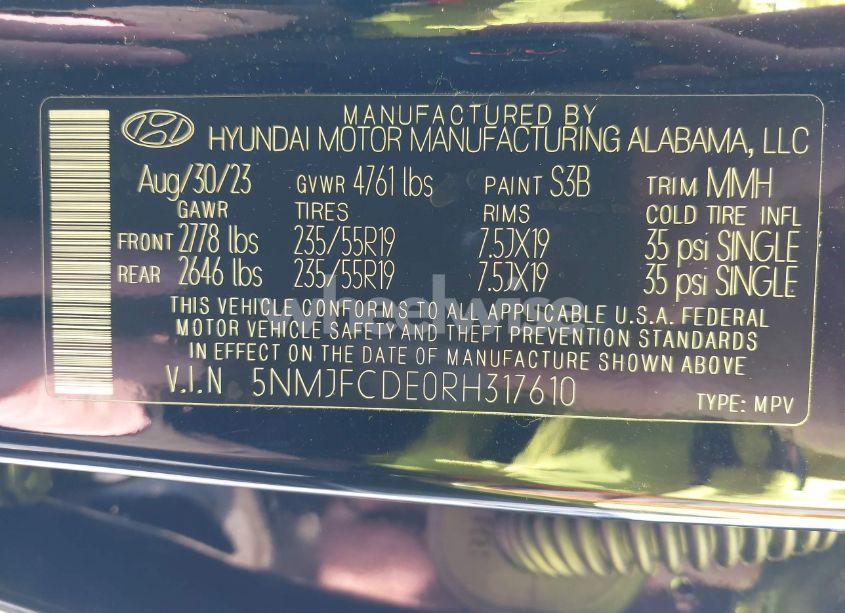 MANUFACTURED BY
HYUNDAI MOTOR MANUFACTURING ALABAMA, LLC
Aug/30/23 GVWR 4761 lbs PAINT S3B TRIM MMH
GAWR TIRES RIMS COLD TIRE INFL
FRONT 2778 lbs 235/55R19 7.5JX19 35 psi SINGLE
REAR 2646 lbs 235/55R19 7.5JX19 35 psi SINGLE
THIS VEHICLE CONFORMS TO ALL APPLICABLE U.S.A. FEDERAL
MOTOR VEHICLE SAFETY AND THEFT PREVENTION STANDARDS
IN EFFECT ON THE DATE OF MANUFACTURE SHOWN ABOVE
V.I.N 5NMJFCDE0RH317610
TYPE: MPV